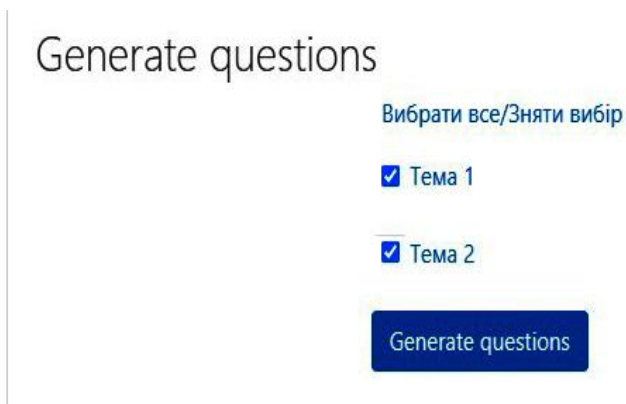 Generate questions
Вибрати все/Зняти вибір
Тема 1
Тема 2
Generate questions